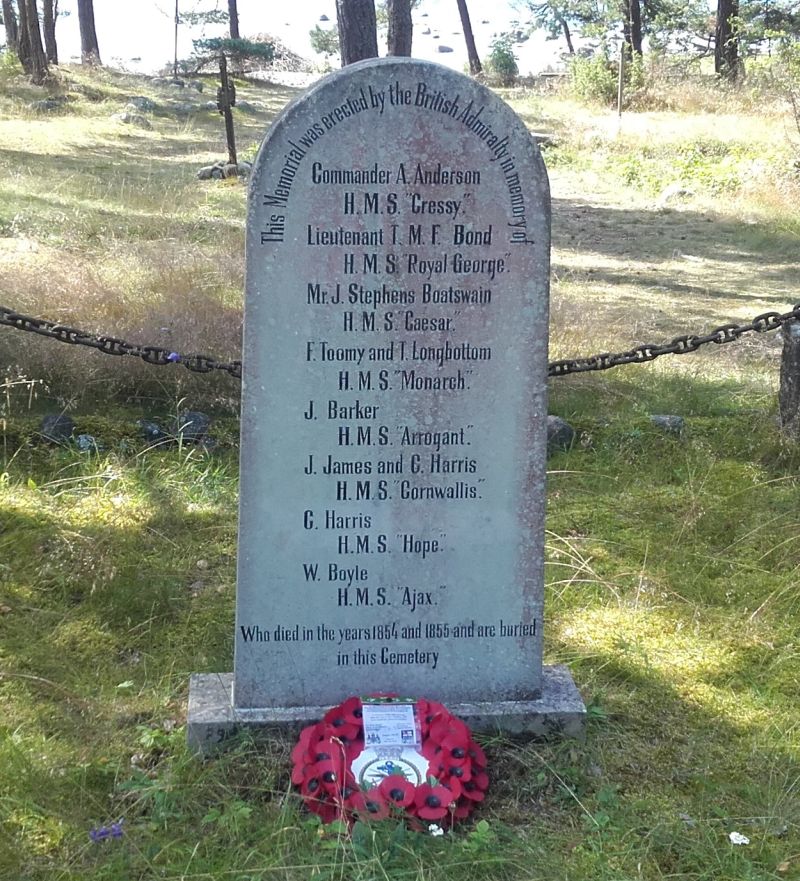 This Memorial was erected by the British Admiralty in memory of
Commander A. Anderson
H.M.S. "Cressy."
Lieutenant T. M. F. Bond
H.M.S. "Royal George".
Mr. J. Stephens Boatswain
H.M.S. "Caesar."
F. Toomy and T. Longbottom
H.M.S. "Monarch."
J. Barker
H.M.S. "Arrogant."
J. James and C. Harris
H.M.S. "Cornwallis."
C. Harris
H.M.S. "Hope."
W. Boyle
H.M.S. "Ajax."
Who died in the years 1854 and 1855 and are buried
in this Cemetery